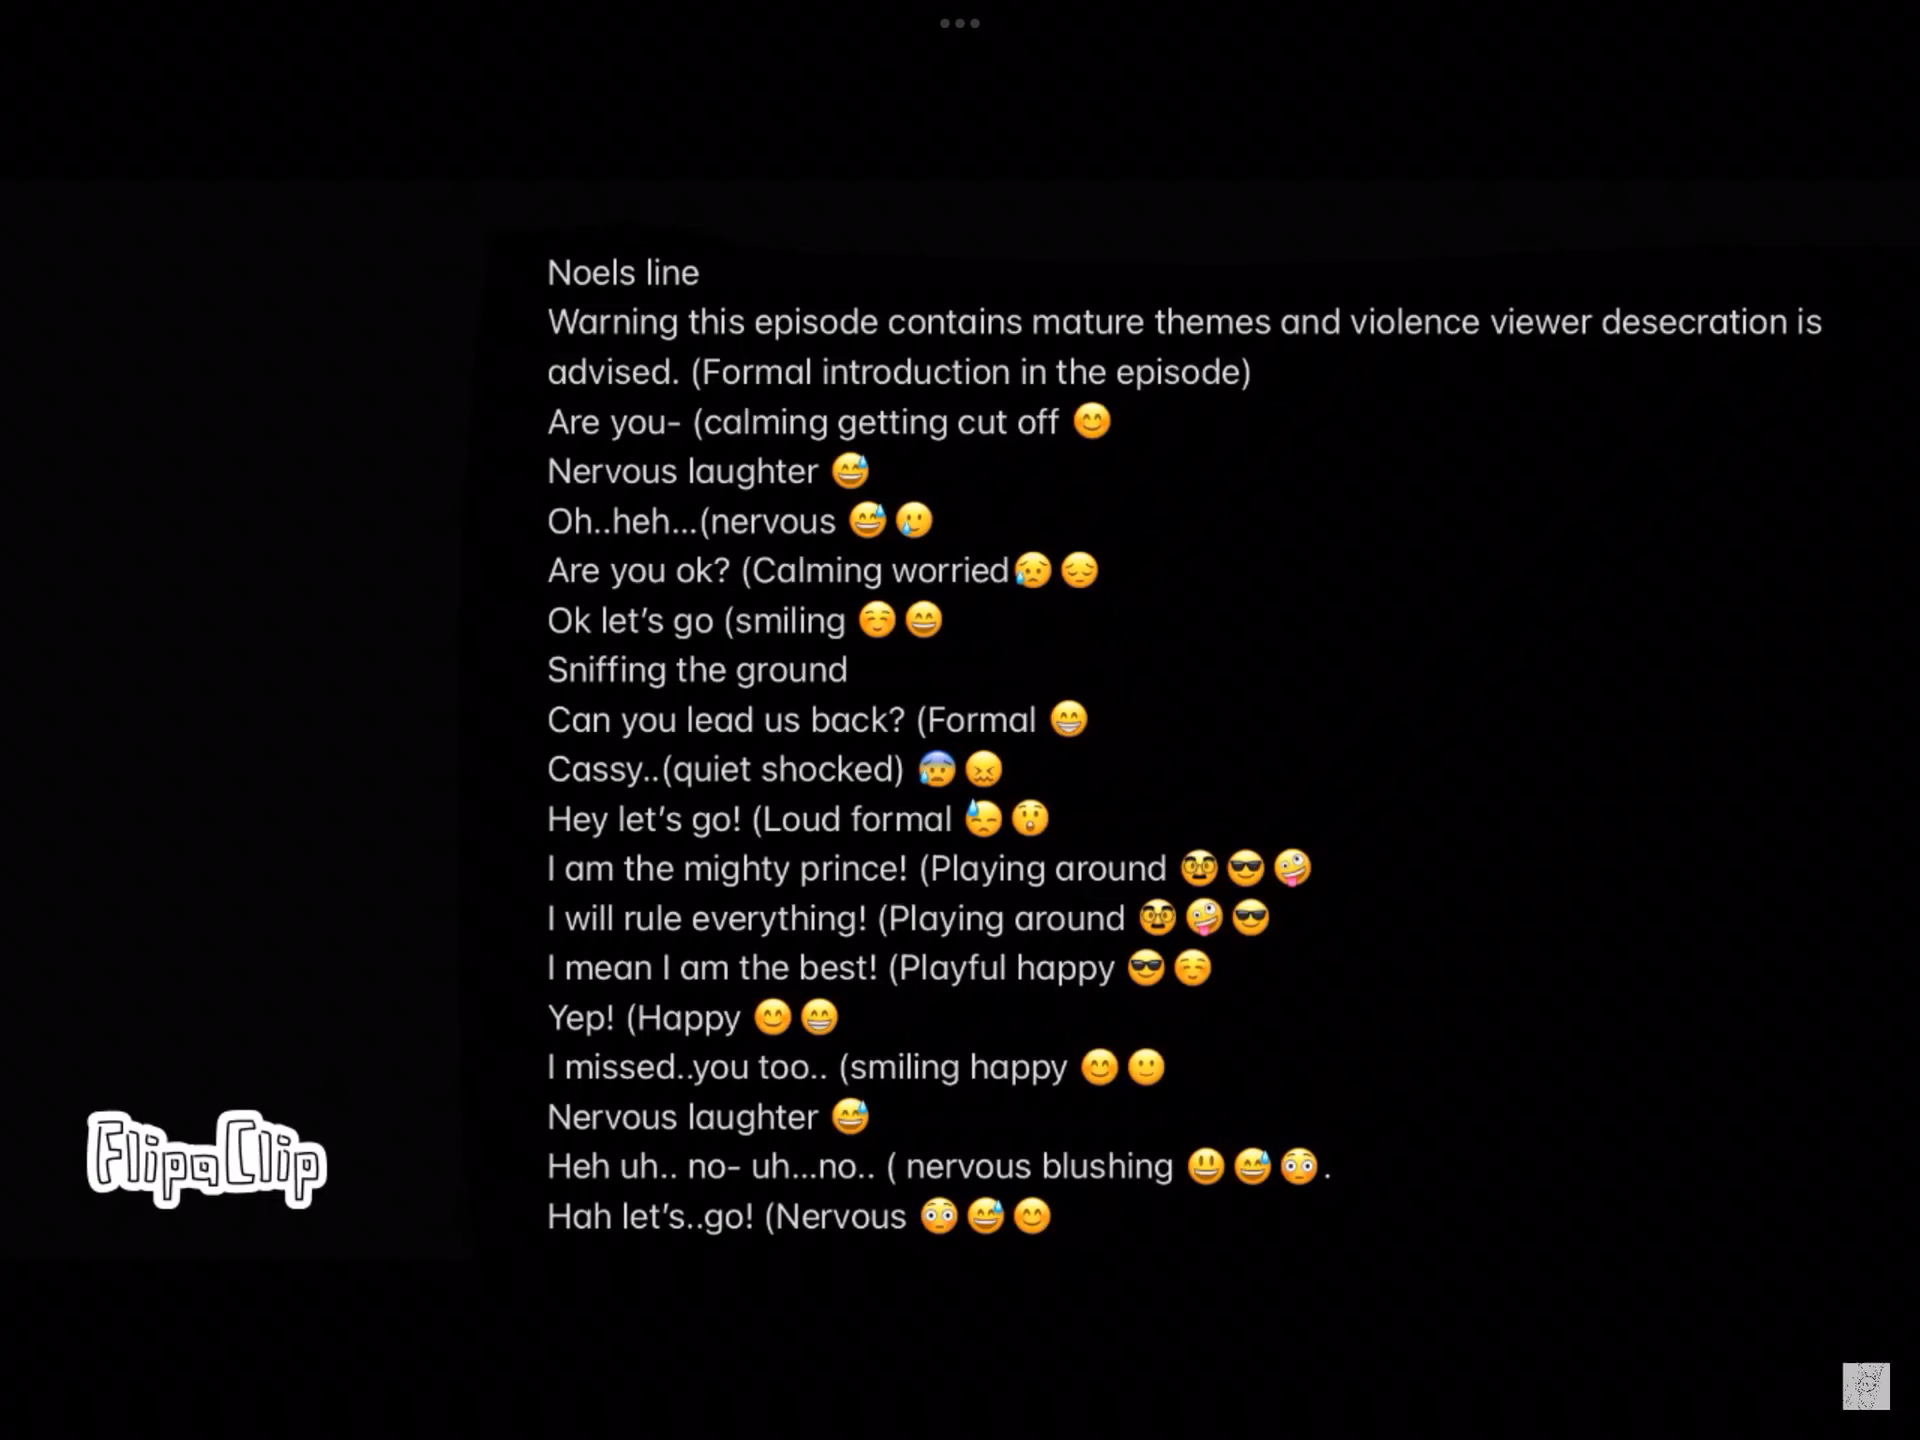 Noels line
Warning this episode contains mature themes and violence viewer desecration is
advised. (Formal introduction in the episode)
Are you- (calming getting cut off 😊
Nervous laughter 😅
Oh..heh...(nervous 😅🥲
Are you ok? (Calming worried😥😔
Ok let's go (smiling ☺️😄
Sniffing the ground
Can you lead us back? (Formal 😁
Cassy..(quiet shocked) 😰😖
Hey let's go! (Loud formal 😓😲
I am the mighty prince! (Playing around 🥸😎🤪
I will rule everything! (Playing around 🥸🤪😎
I mean I am the best! (Playful happy 😎☺️
Yep! (Happy 😊😁
I missed..you too.. (smiling happy 😊🙂
Nervous laughter 😅
Heh uh.. no- uh...no.. ( nervous blushing 😃😅😳.
Hah let's..go! (Nervous 😳😅😊
FlipaClip